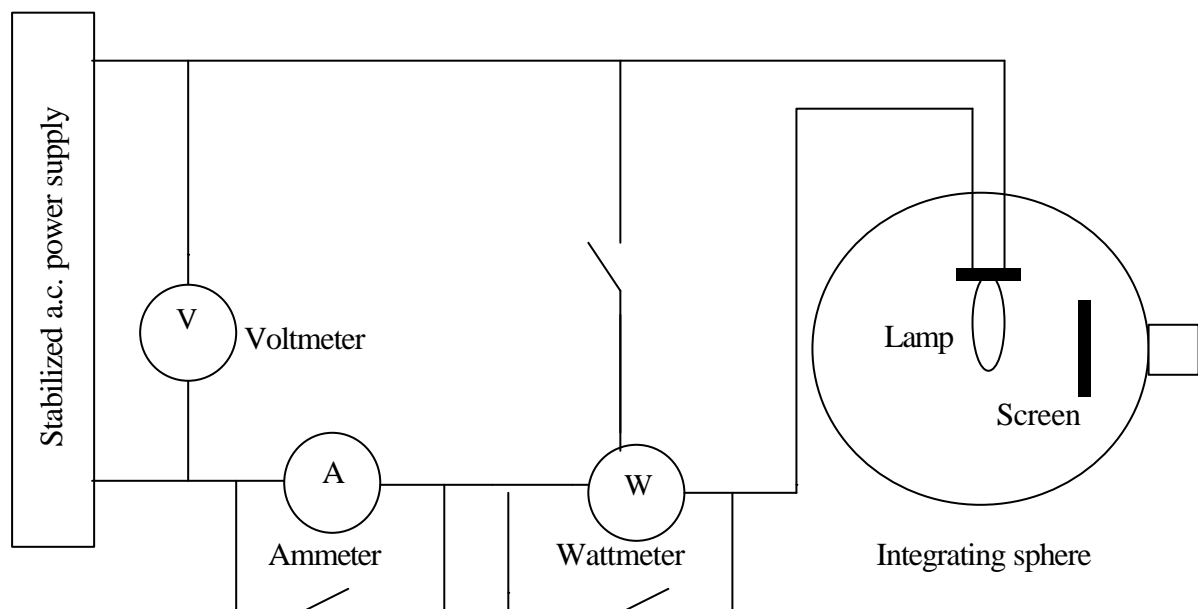 Stabilized a.c. power supply
V
Voltmeter
Lamp
Screen
A
W
Ammeter
Wattmeter
Integrating sphere